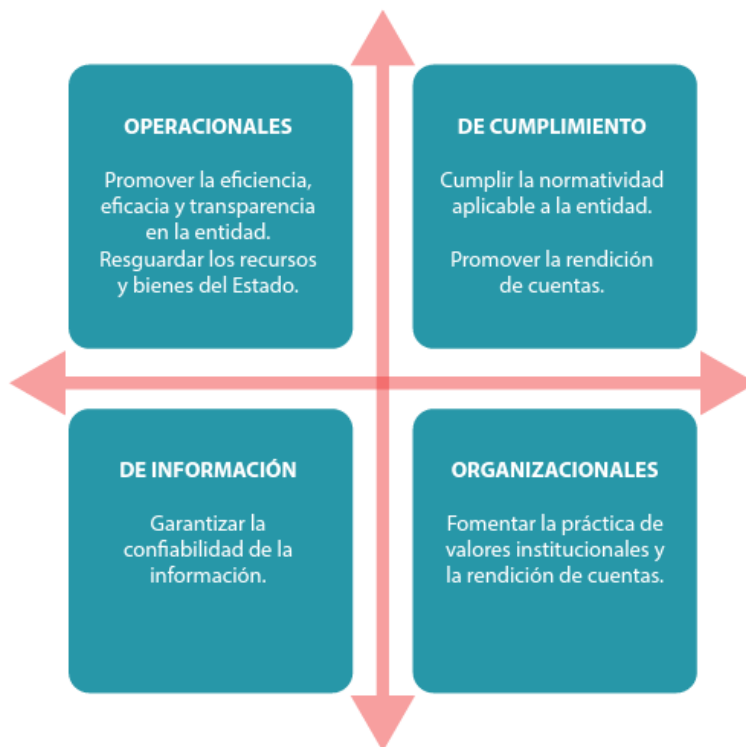 OPERACIONALES
Promover la eficiencia,
eficacia y transparencia
en la entidad.
Resguardar los recursos
y bienes del Estado.
DE CUMPLIMIENTO
Cumplir la normatividad
aplicable a la entidad.
Promover la rendición
de cuentas.
DE INFORMACIÓN
Garantizar la
confiabilidad de la
información.
ORGANIZACIONALES
Fomentar la práctica de
valores institucionales y
la rendición de cuentas.